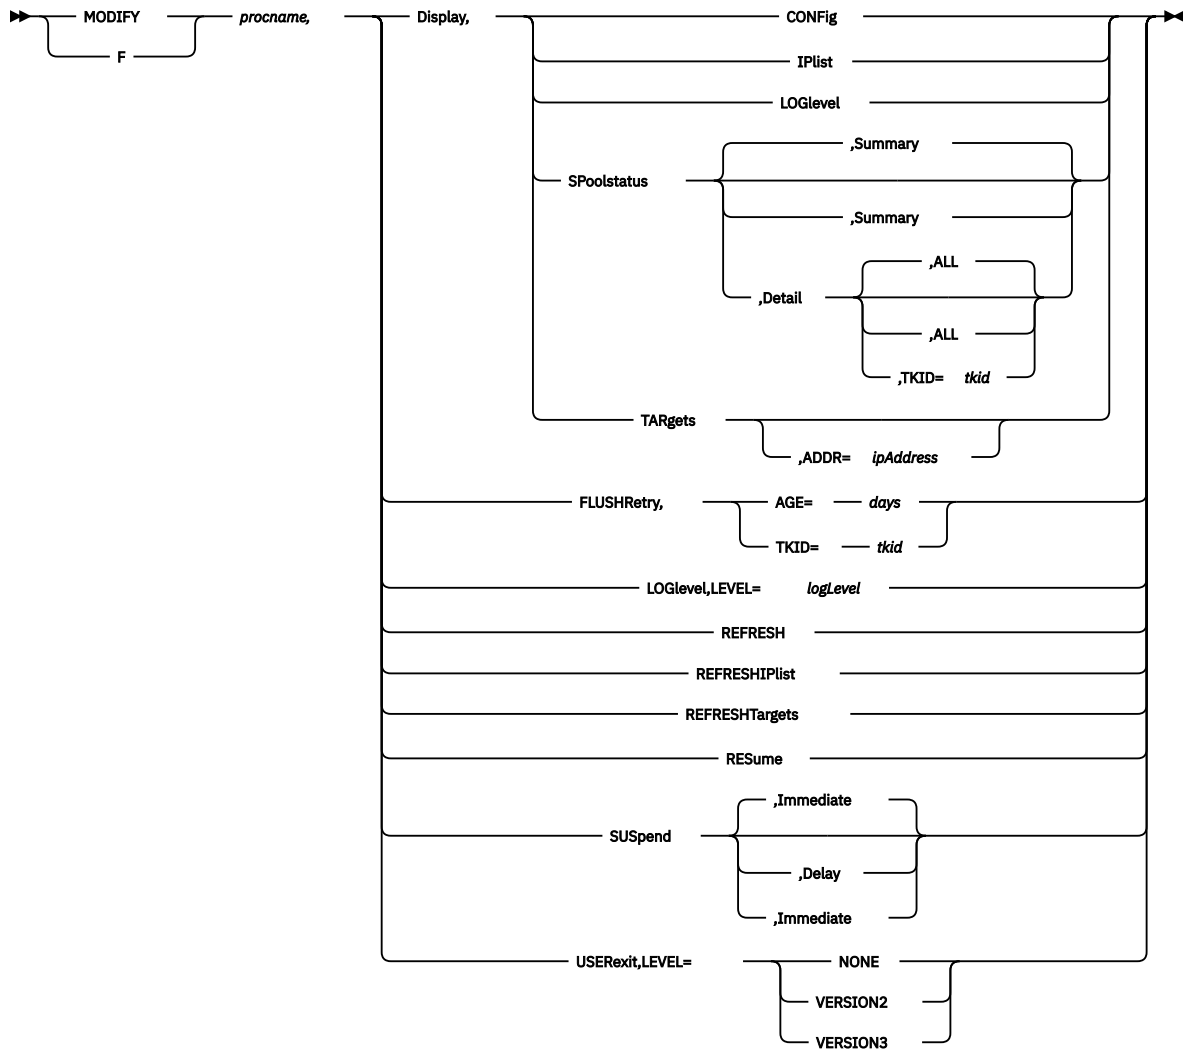 MODIFY procname, Display, CONFig
F
IPlist
LOGlevel
,Summary
SPoolstatus
,Summary
,ALL
,Detail
,ALL
,TKID= tkid
TARgets
,ADDR= ipAddress
FLUSHRetry, AGE= days
TKID= tkid
LOGlevel,LEVEL= logLevel
REFRESH
REFRESHIPlist
REFRESHTargets
RESume
,Immediate
SUSpend
,Delay
,Immediate
USERexit,LEVEL= NONE
VERSION2
VERSION3